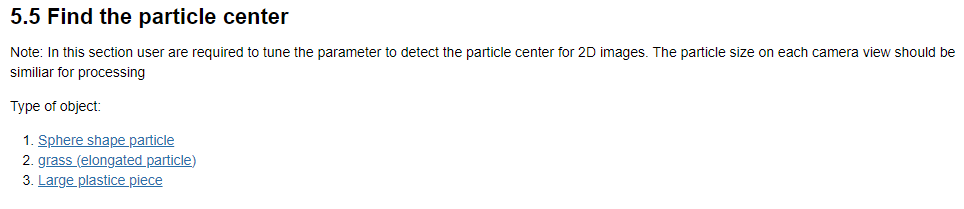 5.5 Find the particle center
Note: In this section user are required to tune the parameter to detect the particle center for 2D images. The particle size on each camera view should be
similiar for processing
Type of object:
1. Sphere shape particle
2. grass (elongated particle)
3. Large plastice piece